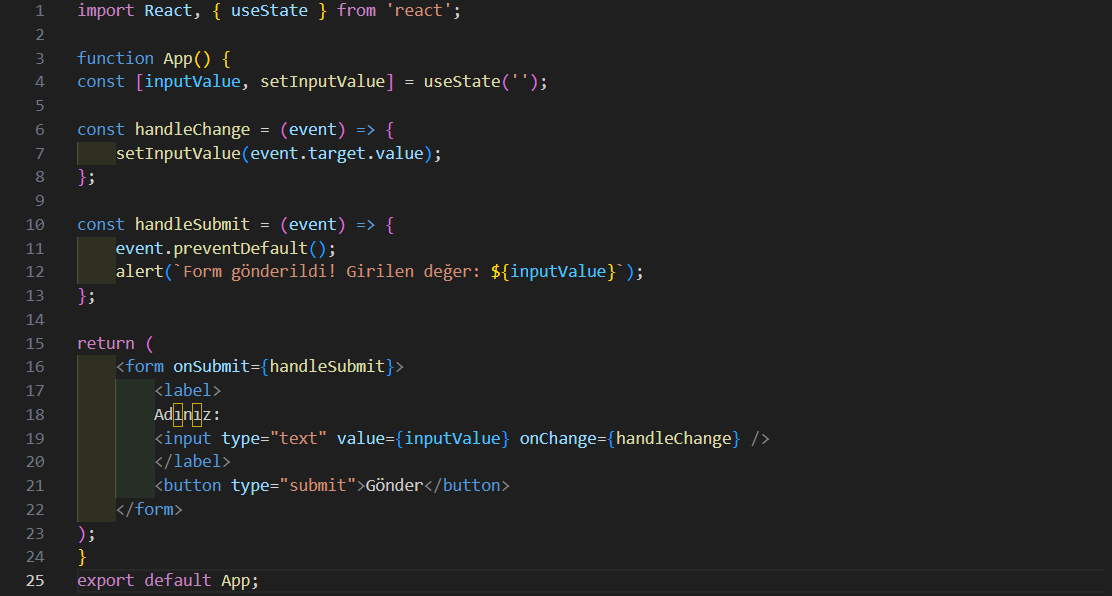 1 import React, { useState } from 'react';
2
3 function App() {
4 const [inputValue, setInputValue] = useState('');
5
6 const handleChange = (event) => {
7     setInputValue(event.target.value);
8 };
9
10 const handleSubmit = (event) => {
11     event.preventDefault();
12     alert(`Form gönderildi! Girilen değer: ${inputValue}`);
13 };
14
15 return (
16     <form onSubmit={handleSubmit}>
17         <label>
18         Adınız:
19         <input type="text" value={inputValue} onChange={handleChange} />
20         </label>
21         <button type="submit">Gönder</button>
22     </form>
23 );
24 }
25 export default App;